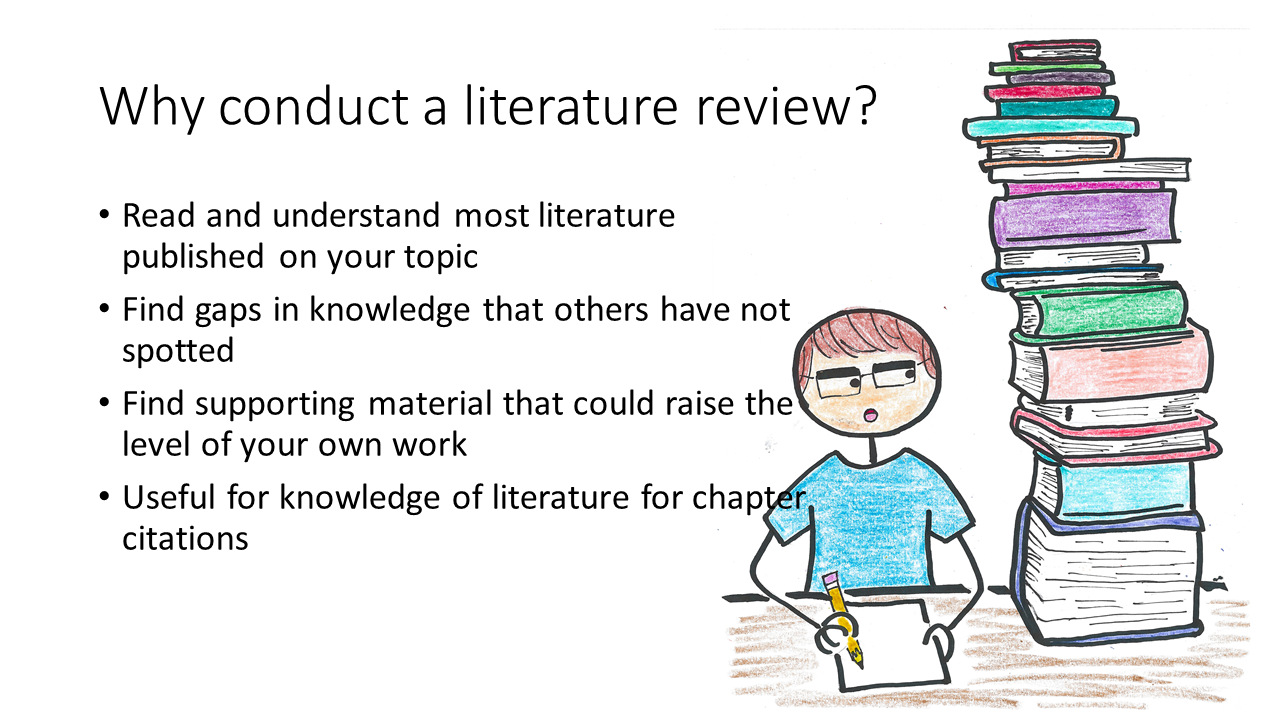 Why conduct a literature review?
• Read and understand most literature
published on your topic
• Find gaps in knowledge that others have not
spotted
• Find supporting material that could raise the
level of your own work
• Useful for knowledge of literature for chapter
citations